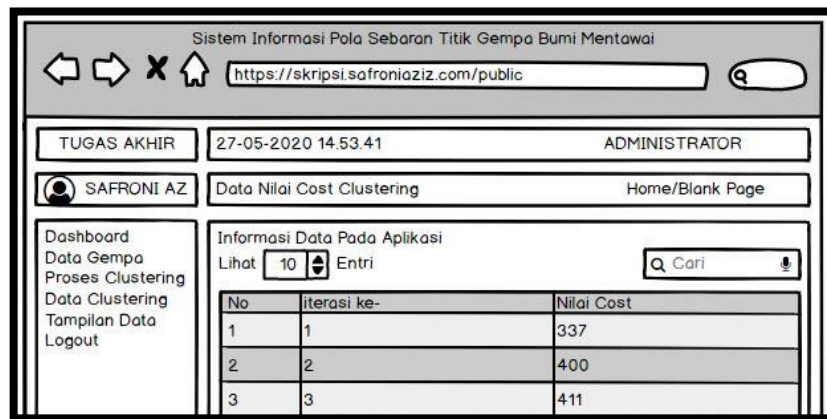 Sistem Informasi Pola Sebaran Titik Gempa Bumi Mentawai
https://skripsi.safroniaziz.com/public
TUGAS AKHIR
27-05-2020 14.53.41 ADMINISTRATOR
SAFRONI AZ
Data Nilai Cost Clustering Home/Blank Page
Dashboard
Data Gempa
Proses Clustering
Data Clustering
Tampilan Data
Logout
Informasi Data Pada Aplikasi
Lihat 10 Entri Cari
No iterasi ke- Nilai Cost
1 1 337
2 2 400
3 3 411